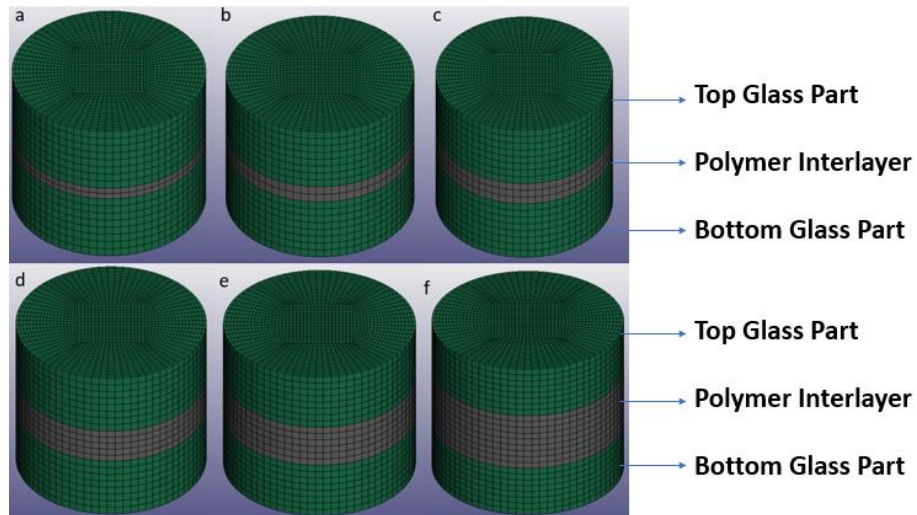 a
b
c
Top Glass Part
Polymer Interlayer
Bottom Glass Part
d
e
f
Top Glass Part
Polymer Interlayer
Bottom Glass Part